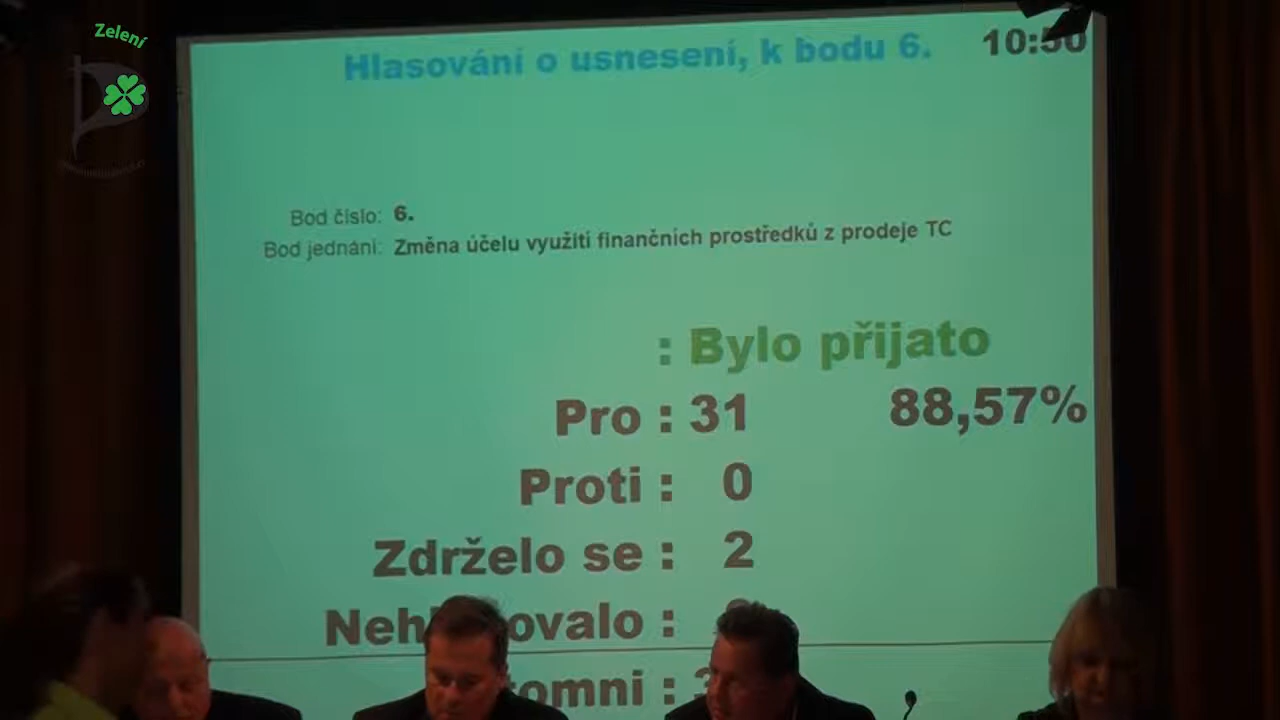 Zelení
Hlasování o usnesení, k bodu 6.
10:50
Bod číslo: 6.
Bod jednání: Změna účelu využití finančních prostředků z prodeje TC
: Bylo přijato
Pro : 31 88,57%
Proti : 0
Zdrželo se : 2